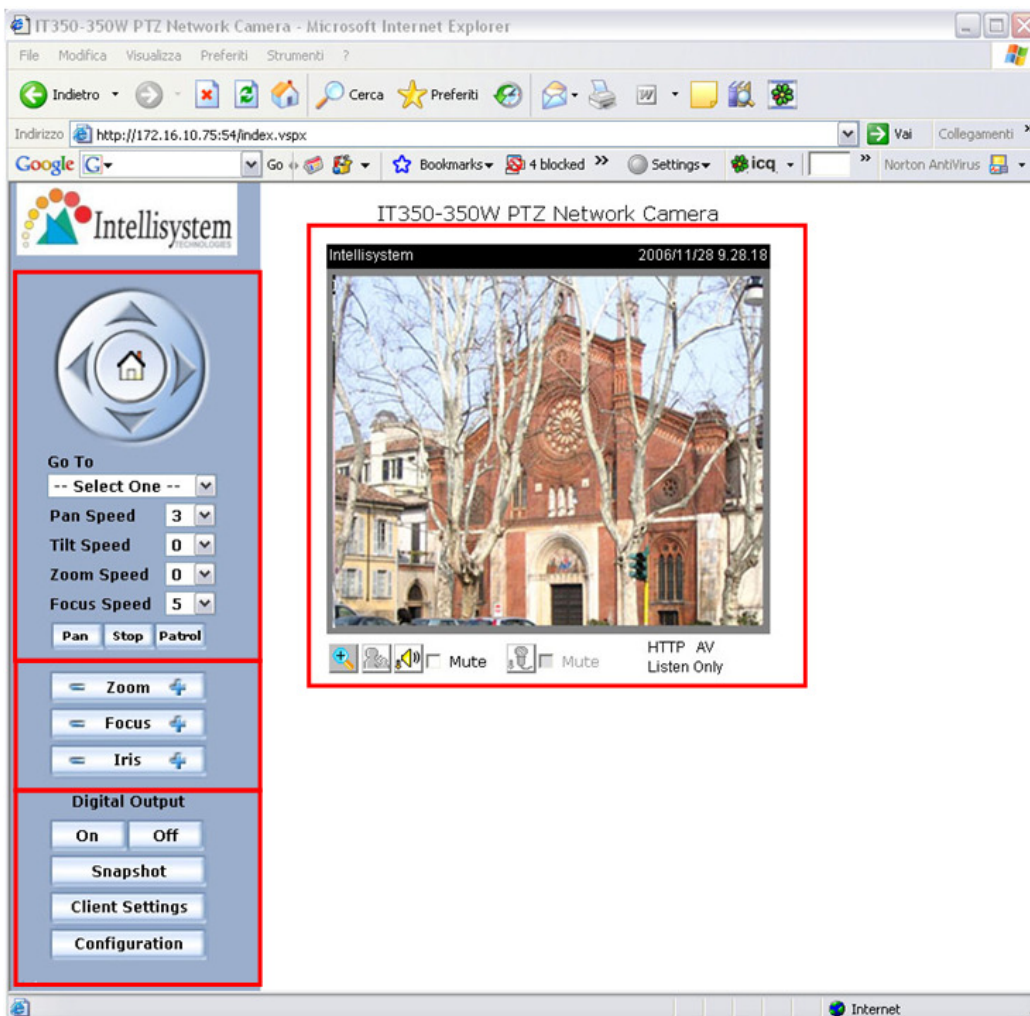 IT350-350W PTZ Network Camera - Microsoft Internet Explorer
File Modifica Visualizza Preferiti Strumenti ?
Indietro Cerca Preferiti W
Indirizzo http://172.16.10.75:54/index.vspx Vai Collegamenti »
Google G Go Bookmarks 4 blocked » Settings icq » Norton AntiVirus
Intellisystem
TECHNOLOGIES
IT350-350W PTZ Network Camera
Intellisystem 2006/11/28 9.28.18
Go To
-- Select One --
Pan Speed 3
Tilt Speed 0
Zoom Speed 0
Focus Speed 5
Pan Stop Patrol
Mute Mute HTTP AV
Listen Only
Zoom
Focus
Iris
Digital Output
On Off
Snapshot
Client Settings
Configuration
Internet